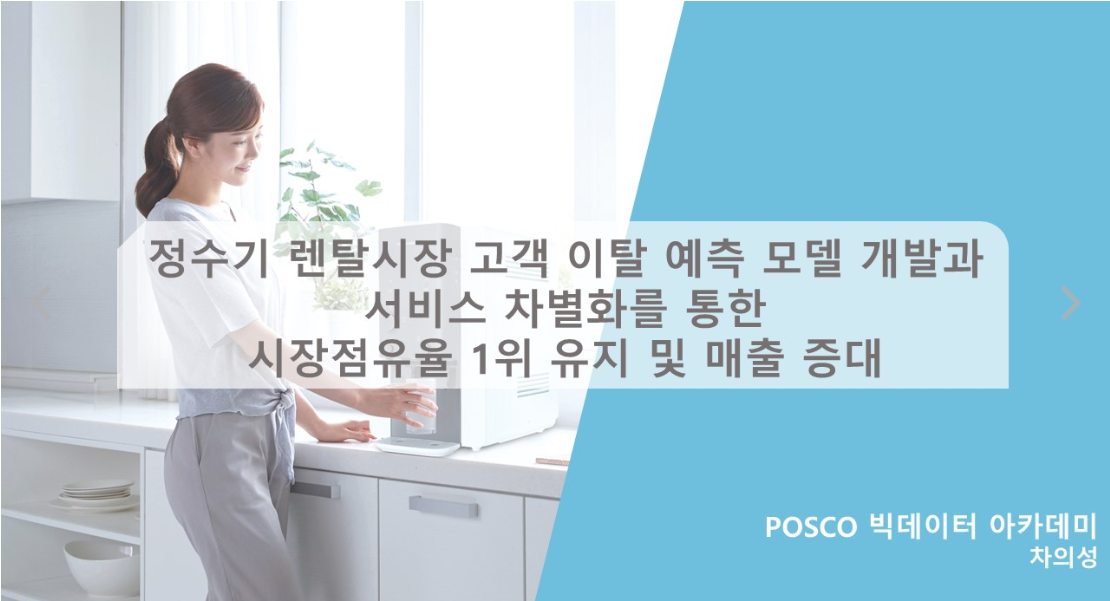 정수기 렌탈시장 고객 이탈 예측 모델 개발과
서비스 차별화를 통한
시장점유율 1위 유지 및 매출 증대
POSCO 빅데이터 아카데미
차의성